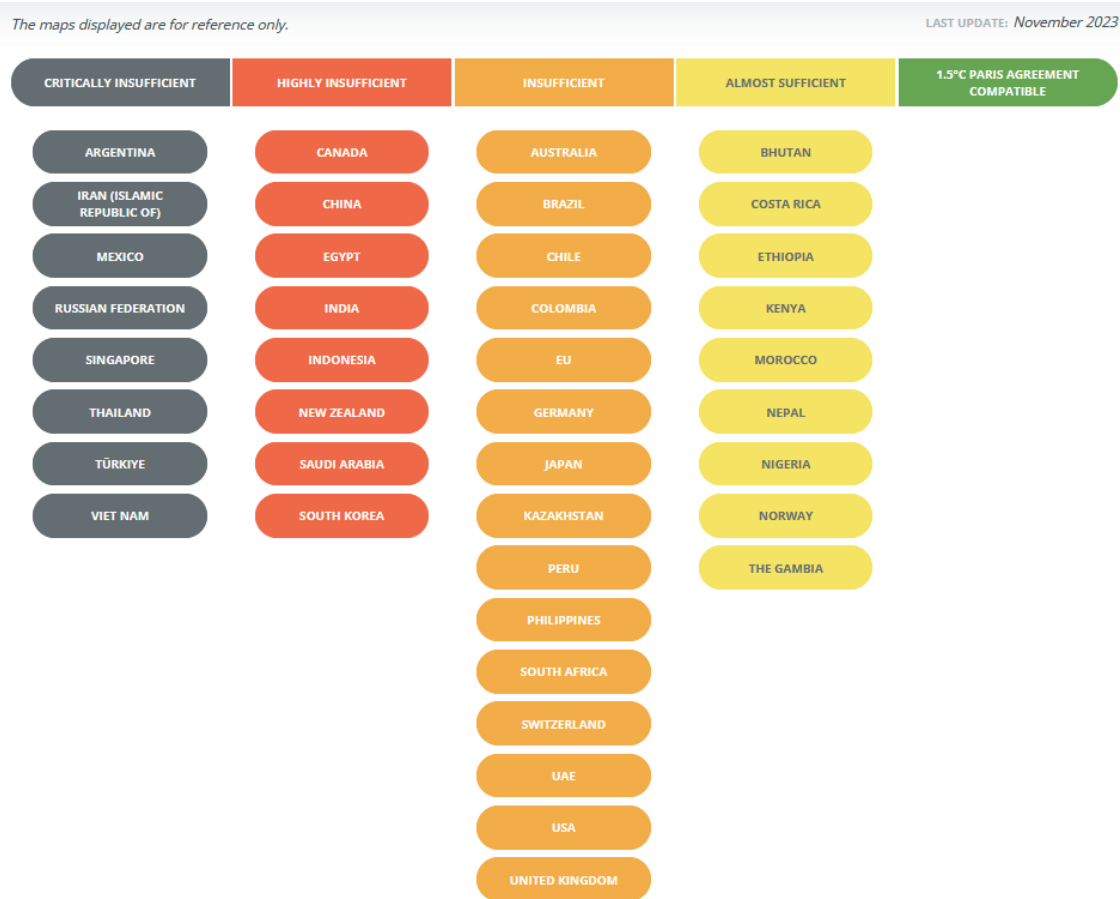 The maps displayed are for reference only.
LAST UPDATE: November 2023
CRITICALLY INSUFFICIENT
HIGHLY INSUFFICIENT
INSUFFICIENT
ALMOST SUFFICIENT
1.5°C PARIS AGREEMENT
COMPATIBLE
ARGENTINA
IRAN (ISLAMIC
REPUBLIC OF)
MEXICO
RUSSIAN FEDERATION
SINGAPORE
THAILAND
TÜRKIYE
VIET NAM
CANADA
CHINA
EGYPT
INDIA
INDONESIA
NEW ZEALAND
SAUDI ARABIA
SOUTH KOREA
AUSTRALIA
BRAZIL
CHILE
COLOMBIA
EU
GERMANY
JAPAN
KAZAKHSTAN
PERU
PHILIPPINES
SOUTH AFRICA
SWITZERLAND
UAE
USA
UNITED KINGDOM
BHUTAN
COSTA RICA
ETHIOPIA
KENYA
MOROCCO
NEPAL
NIGERIA
NORWAY
THE GAMBIA